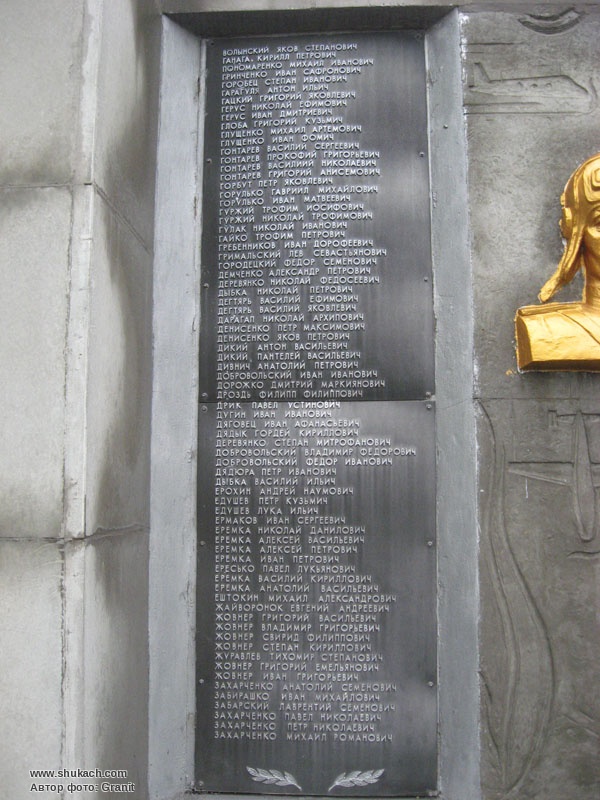 ВОЛЫНСКИЙ ЯКОВ СТЕПАНОВИЧ
ГАНАГА КИРИЛЛ ПЕТРОВИЧ
ПОНОМАРЕНКО МИХАИЛ ИВАНОВИЧ
ГРИНЧЕНКО ИВАН САФРОНОВИЧ
ГОРОБЕЦ СТЕПАН ИВАНОВИЧ
ГАРАГУЛЯ АНТОН ИЛЬИЧ
ГАЦКИЙ ГРИГОРИЙ ЯКОВЛЕВИЧ
ГЕРУС НИКОЛАЙ ЕФИМОВИЧ
ГЕРУС ИВАН ДМИТРИЕВИЧ
ГЛОБА ГРИГОРИЙ КУЗЬМИЧ
ГЛУЩЕНКО МИХАИЛ АРТЕМОВИЧ
ГЛУЩЕНКО ИВАН ФОМИЧ
ГОНТАРЕВ ВАСИЛИЙ СЕРГЕЕВИЧ
ГОНТАРЕВ ПРОКОФИЙ ГРИГОРЬЕВИЧ
ГОНТАРЕВ ВАСИЛИЙ НИКОЛАЕВИЧ
ГОНТАРЕВ ГРИГОРИЙ АНИСЕМОВИЧ
ГОРБУТ ПЕТР ЯКОВЛЕВИЧ
ГОРУЛЬКО ГАВРИИЛ МИХАЙЛОВИЧ
ГОРУЛЬКО ИВАН МАТВЕЕВИЧ
ГУРЖИЙ ТРОФИМ ИОСИФОВИЧ
ГУРЖИЙ НИКОЛАЙ ТРОФИМОВИЧ
ГУЛАК НИКОЛАЙ ИВАНОВИЧ
ГАЙКО ТРОФИМ ПЕТРОВИЧ
ГРЕБЕННИКОВ ИВАН ДОРОФЕЕВИЧ
ГРИМАЛЬСКИЙ ЛЕВ СЕВАСТЬЯНОВИЧ
ГОРОДЕЦКИЙ ФЕДОР СЕМЕНОВИЧ
ДЕМЧЕНКО АЛЕКСАНДР ПЕТРОВИЧ
ДЕРЕВЯНКО НИКОЛАЙ ФЕДОСЕЕВИЧ
ДЫБКА НИКОЛАЙ ПЕТРОВИЧ
ДЕГТЯРЬ ВАСИЛИЙ ЕФИМОВИЧ
ДЕГТЯРЬ ВАСИЛИЙ ЯКОВЛЕВИЧ
ДАРАГАН НИКОЛАЙ АРХИПОВИЧ
ДЕНИСЕНКО ПЕТР МАКСИМОВИЧ
ДЕНИСЕНКО ЯКОВ ПЕТРОВИЧ
ДИКИЙ АНТОН ВАСИЛЬЕВИЧ
ДИКИЙ ПАНТЕЛЕЙ ВАСИЛЬЕВИЧ
ДИВНИЧ АНАТОЛИЙ ПЕТРОВИЧ
ДОБРОВОЛЬСКИЙ ИВАН ИВАНОВИЧ
ДОРОЖКО ДМИТРИЙ МАРКИЯНОВИЧ
ДРОЗДЬ ФИЛИПП ФИЛИППОВИЧ
ДРИК ПАВЕЛ УСТИНОВИЧ
ДУГИН ИВАН ИВАНОВИЧ
ДЯГОВЕЦ ИВАН АФАНАСЬЕВИЧ
ДЯДЫК ГОРДЕЙ КИРИЛЛОВИЧ
ДЕРЕВЯНКО СТЕПАН МИТРОФАНОВИЧ
ДОБРОВОЛЬСКИЙ ВЛАДИМИР ФЕДОРОВИЧ
ДОБРОВОЛЬСКИЙ ФЕДОР ИВАНОВИЧ
ДЯДЮРА ПЕТР ИВАНОВИЧ
ДЫБКА ВАСИЛИЙ ИЛЬИЧ
ЕРОХИН АНДРЕЙ НАУМОВИЧ
ЕДУШЕВ ПЕТР КУЗЬМИЧ
ЕДУШЕВ ЛУКА ИЛЬИЧ
ЕРМАКОВ ИВАН СЕРГЕЕВИЧ
ЕРЕМКА НИКОЛАЙ ДАНИЛОВИЧ
ЕРЕМКА АЛЕКСЕЙ ВАСИЛЬЕВИЧ
ЕРЕМКА АЛЕКСЕЙ ПЕТРОВИЧ
ЕРЕМКА ИВАН ПЕТРОВИЧ
ЕРЕСЬКО ПАВЕЛ ЛУКЬЯНОВИЧ
ЕРЕМКА ВАСИЛИЙ КИРИЛЛОВИЧ
ЕРЕМКА АНАТОЛИЙ ВАСИЛЬЕВИЧ
ЕШТОКИН МИХАИЛ АЛЕКСАНДРОВИЧ
ЖАЙВОРОНОК ЕВГЕНИЙ АНДРЕЕВИЧ
ЖОВНЕР ГРИГОРИЙ ВАСИЛЬЕВИЧ
ЖОВНЕР ВЛАДИМИР ГРИГОРЬЕВИЧ
ЖОВНЕР СВИРИД ФИЛИППОВИЧ
ЖОВНЕР СТЕПАН КИРИЛЛОВИЧ
ЖУРАВЛЕВ ТИХОМИР СТЕПАНОВИЧ
ЖОВНЕР ГРИГОРИЙ ЕМЕЛЬЯНОВИЧ
ЖОВНЕР ИВАН ГРИГОРЬЕВИЧ
ЗАХАРЧЕНКО АНАТОЛИЙ СЕМЕНОВИЧ
ЗАБИРАШКО ИВАН МИХАЙЛОВИЧ
ЗАБАРСКИЙ ЛАВРЕНТИЙ СЕМЕНОВИЧ
ЗАХАРЧЕНКО ПАВЕЛ НИКОЛАЕВИЧ
ЗАХАРЧЕНКО ПЕТР НИКОЛАЕВИЧ
ЗАХАРЧЕНКО МИХАИЛ РОМАНОВИЧ
www.shukach.com
Автор фото: Granit